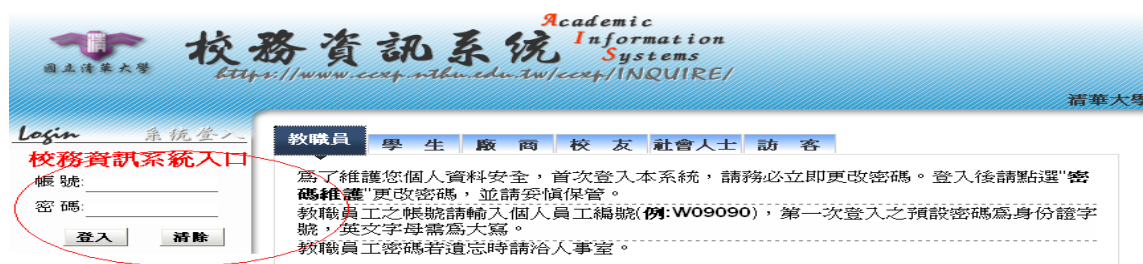 Academic
Information
Systems
校務資訊系統
國立清華大學
https://www.ccxp.nthu.edu.tw/ccxp/INQUIRE/
清華大學
Login 系統登入
校務資訊系統入口
帳號:
密碼:
登入 清除
教職員 學生 廠商 校友 社會人士 訪客
為了維護您個人資料安全，首次登入本系統，請務必立即更改密碼。登入後請點選"密
碼維護"更改密碼，並請妥慎保管。
教職員工之帳號請輸入個人員工編號(例:W09090)，第一次登入之預設密碼為身份證字
號，英文字母需為大寫。
教職員工密碼若遺忘時請洽人事室。